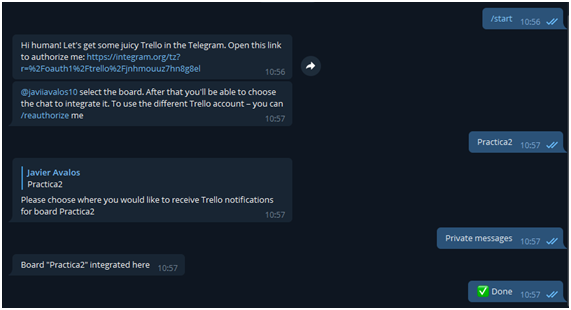 /start
10:56
Hi human! Let's get some juicy Trello in the Telegram. Open this link
to authorize me: https://integram.org/tz?
r=%2Foauth1%2Ftrello%2Fjnhmouuz7hn8g8el
10:56
@javiiavalos10 select the board. After that you'll be able to choose
the chat to integrate it. To use the different Trello account – you can
/reauthorize me
10:57
Practica2
10:57
Javier Avalos
Practica2
Please choose where you would like to receive Trello notifications
for board Practica2
10:57
Private messages
10:57
Board "Practica2" integrated here
10:57
✅ Done
10:57